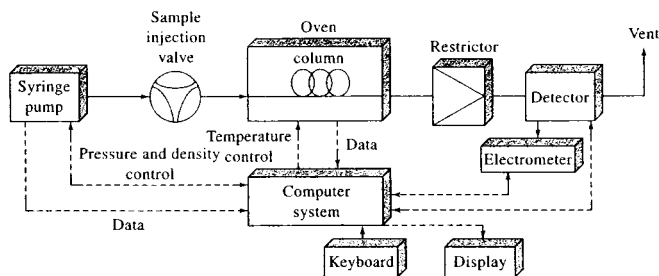 Oven
Sample
injection
valve
column
Restrictor
Vent
Syringe
pump
Detector
Temperature
control
Data
Pressure and density
control
Electrometer
Computer
system
Data
Keyboard
Display